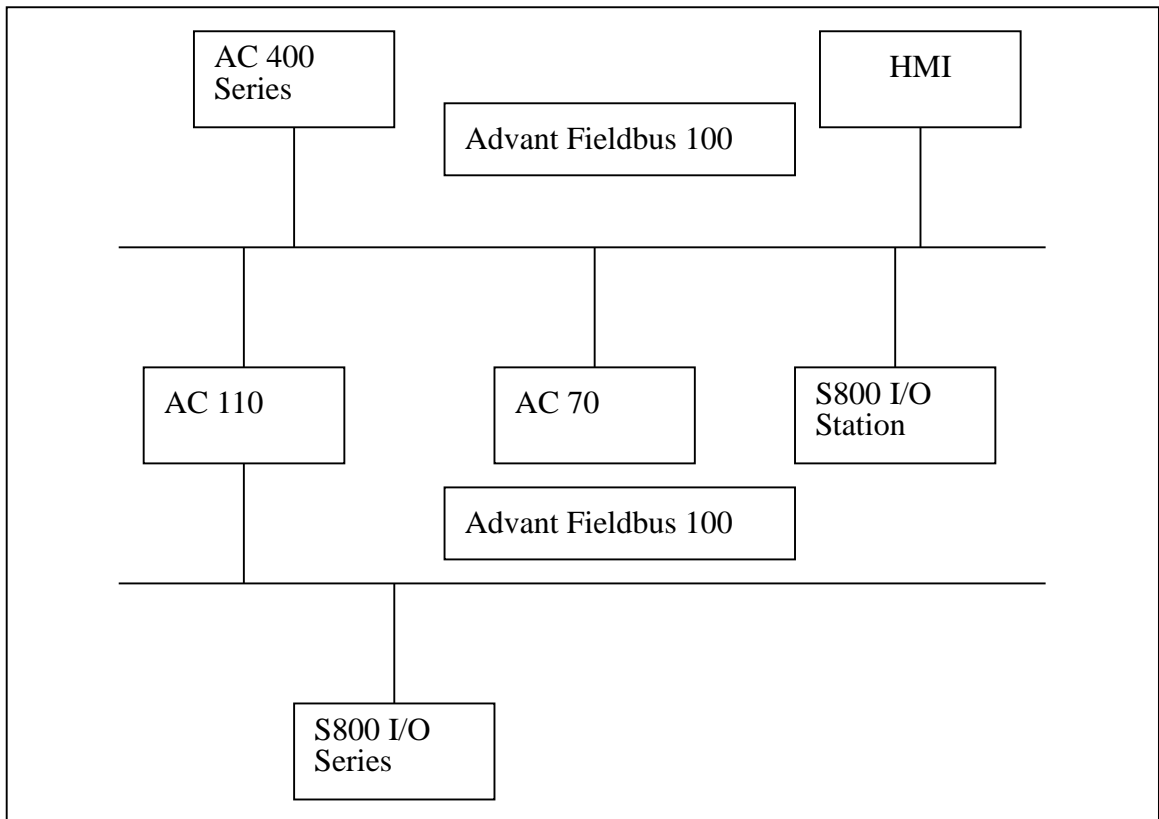 AC 400
Series
HMI
Advant Fieldbus 100
AC 110
AC 70
S800 I/O
Station
Advant Fieldbus 100
S800 I/O
Series